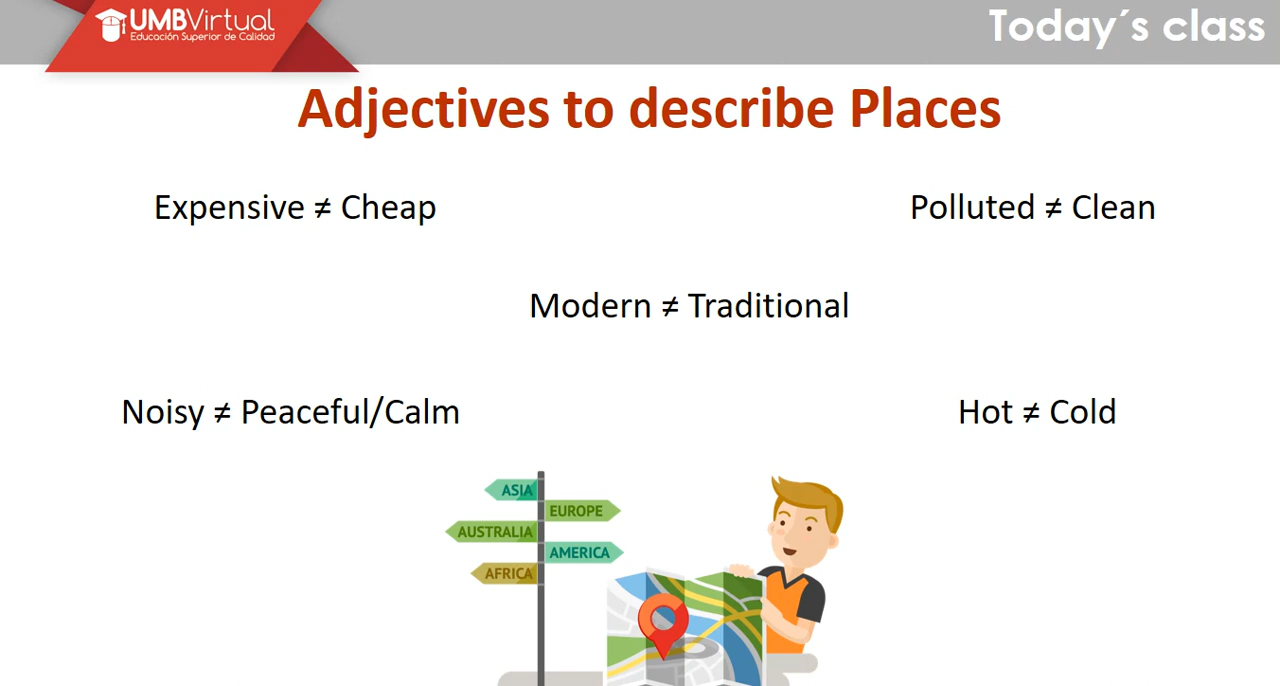 UMBVirtual
Educación Superior de Calidad
Today´s class
Adjectives to describe Places
Expensive ≠ Cheap
Polluted ≠ Clean
Modern ≠ Traditional
Noisy ≠ Peaceful/Calm
Hot ≠ Cold
ASIA
EUROPE
AUSTRALIA
AMERICA
AFRICA